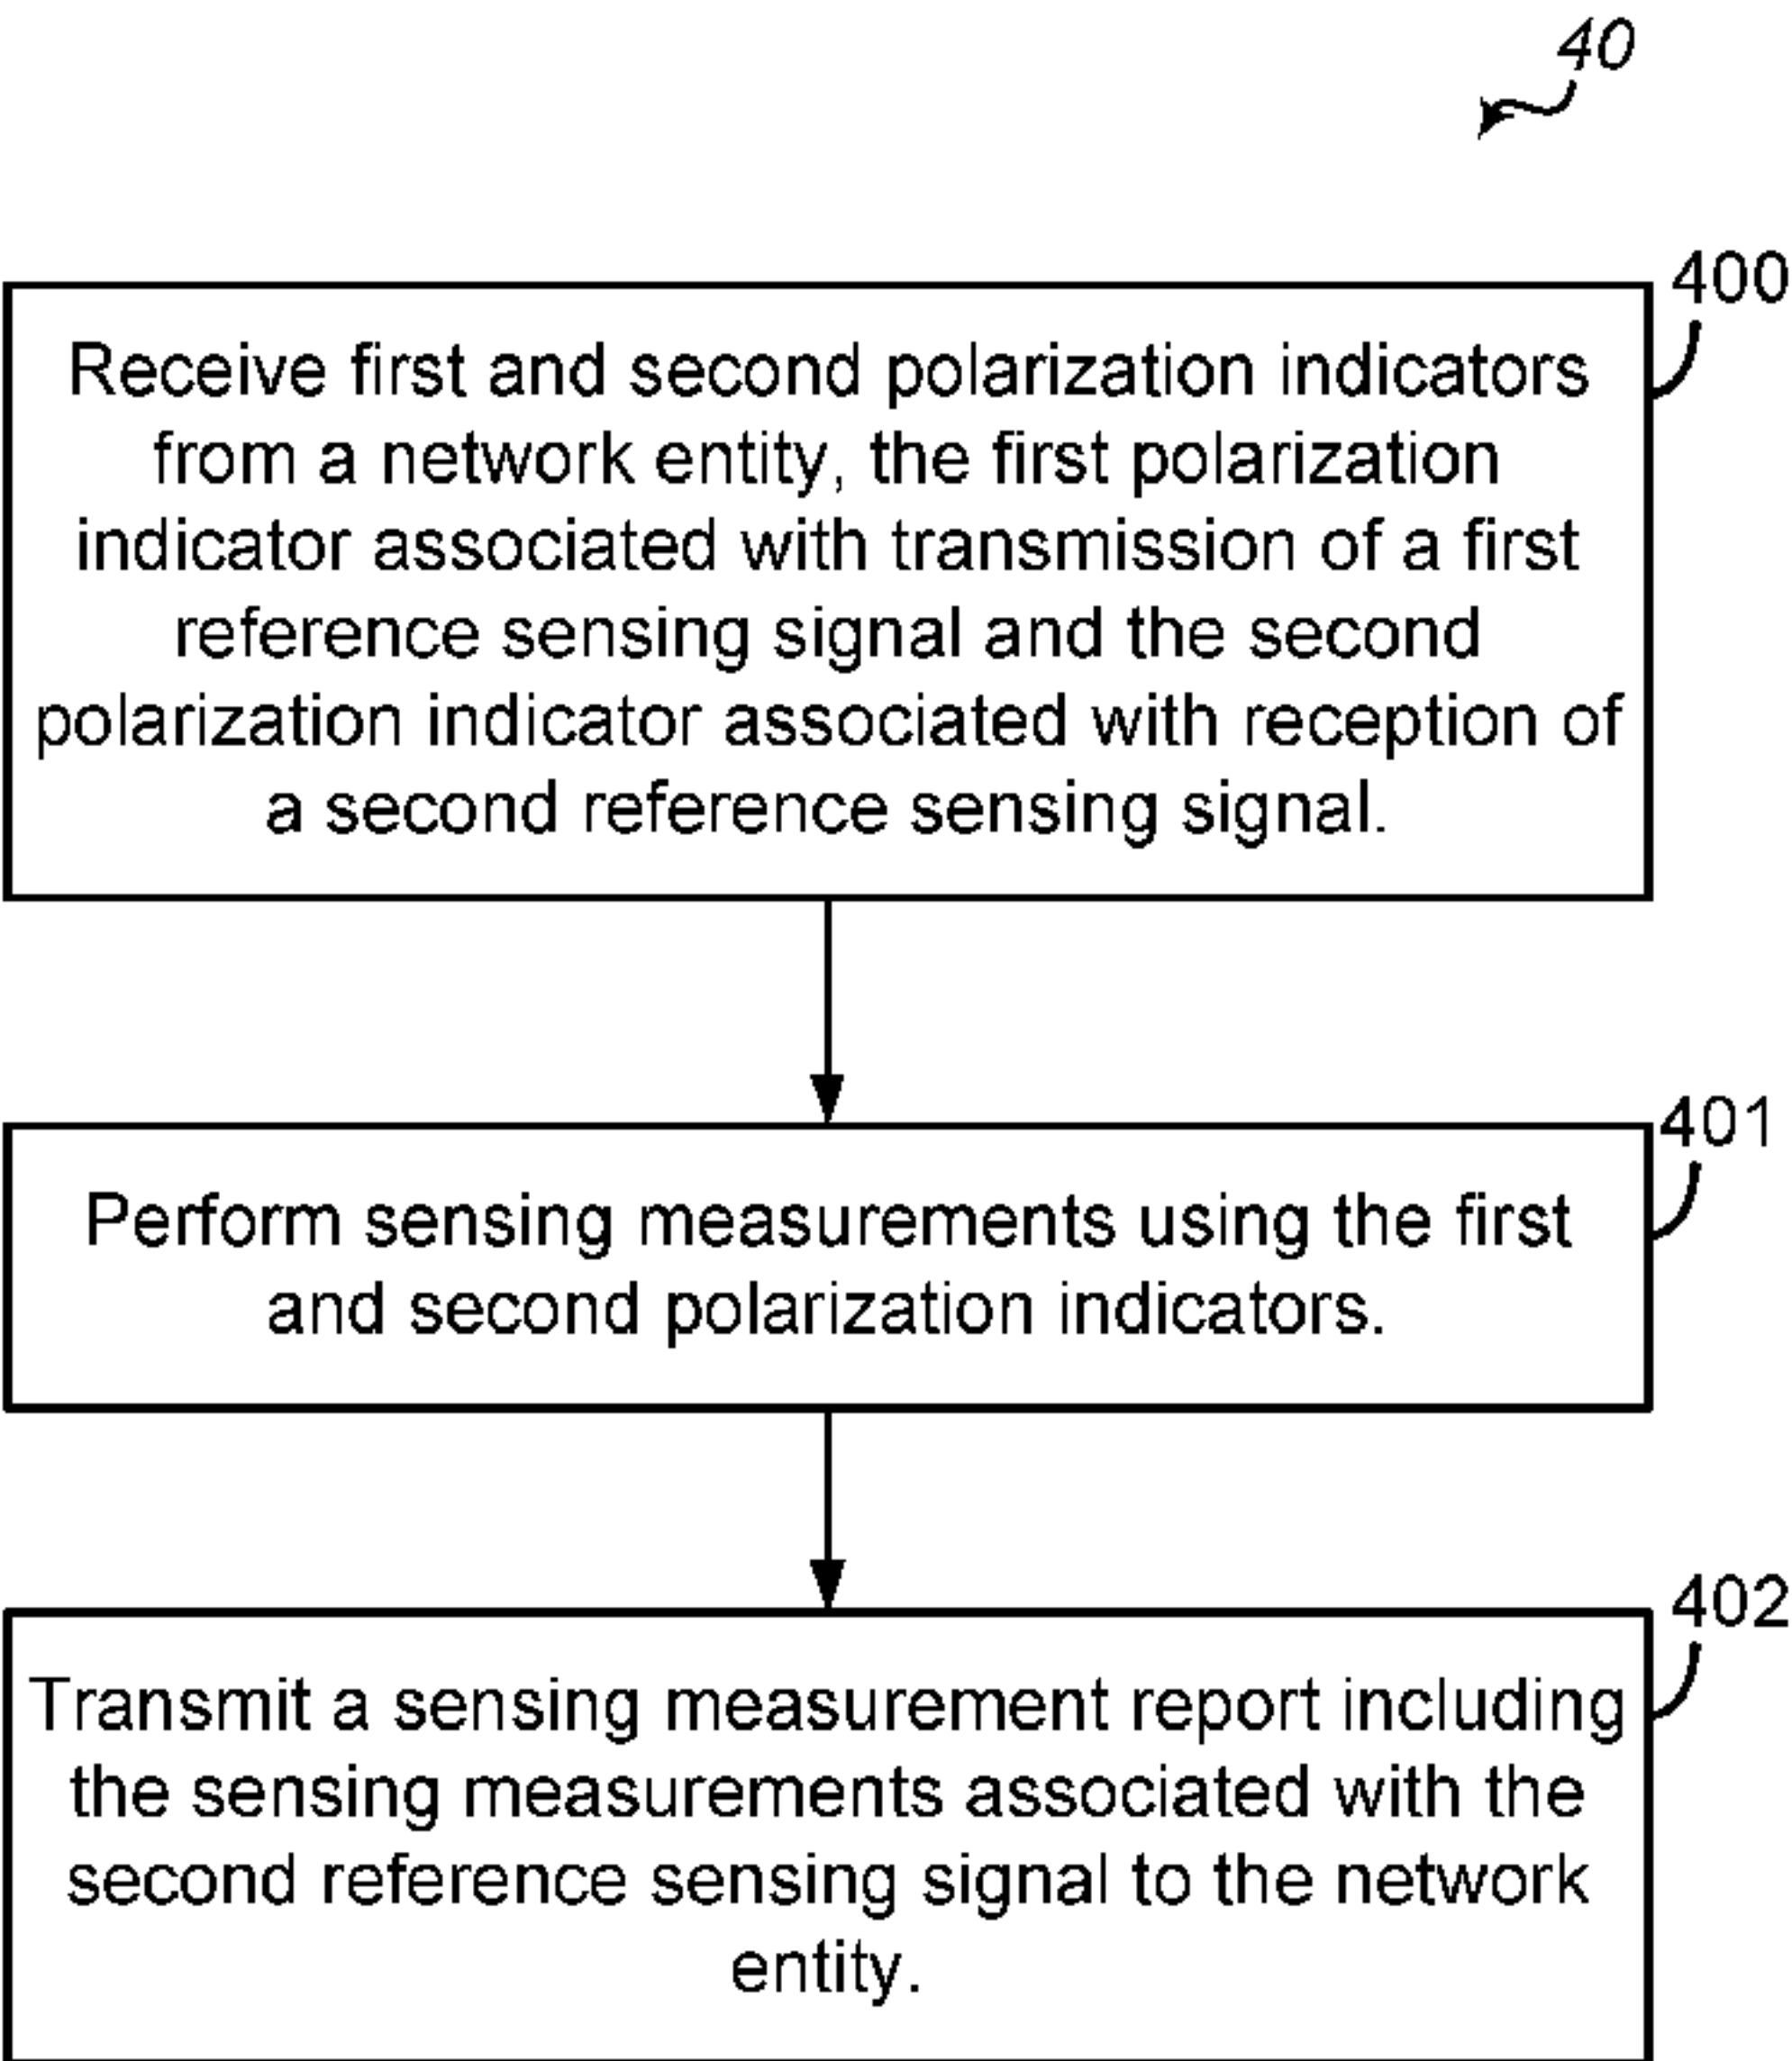 40
400
Receive first and second polarization indicators
from a network entity, the first polarization
indicator associated with transmission of a first
reference sensing signal and the second
polarization indicator associated with reception of
a second reference sensing signal.
401
Perform sensing measurements using the first
and second polarization indicators.
402
Transmit a sensing measurement report including
the sensing measurements associated with the
second reference sensing signal to the network
entity.